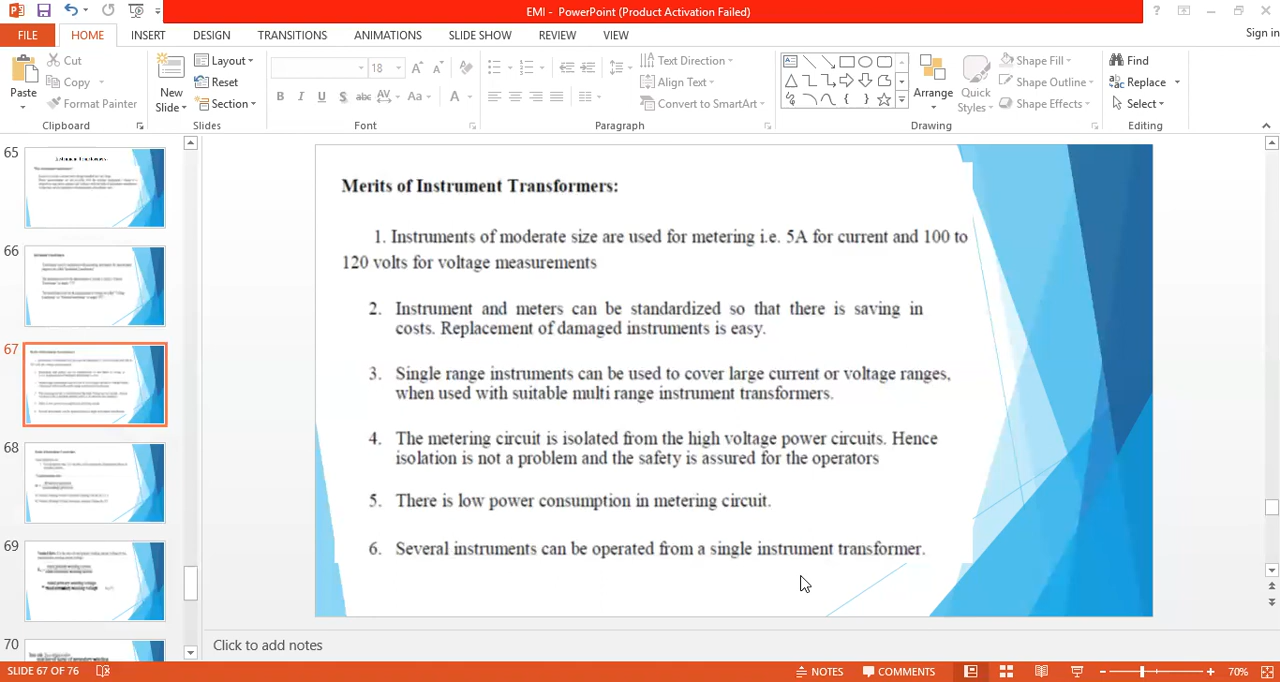 EMI - PowerPoint (Product Activation Failed)
FILE HOME INSERT DESIGN TRANSITIONS ANIMATIONS SLIDE SHOW REVIEW VIEW Sign in
Paste
Cut
Copy
Format Painter
Clipboard
New Slide
Layout
Reset
Section
Slides
18
B I U S abc AV Aa A
Font
Text Direction
Align Text
Convert to SmartArt
Paragraph
Arrange
Quick Styles
Shape Fill
Shape Outline
Shape Effects
Drawing
Find
Replace
Select
Editing
65
66
67
68
69
70
Merits of Instrument Transformers:
1. Instruments of moderate size are used for metering i.e. 5A for current and 100 to
120 volts for voltage measurements
2. Instrument and meters can be standardized so that there is saving in
costs. Replacement of damaged instruments is easy.
3. Single range instruments can be used to cover large current or voltage ranges,
when used with suitable multi range instrument transformers.
4. The metering circuit is isolated from the high voltage power circuits. Hence
isolation is not a problem and the safety is assured for the operators
5. There is low power consumption in metering circuit.
6. Several instruments can be operated from a single instrument transformer.
Click to add notes
SLIDE 67 OF 76 NOTES COMMENTS 70%